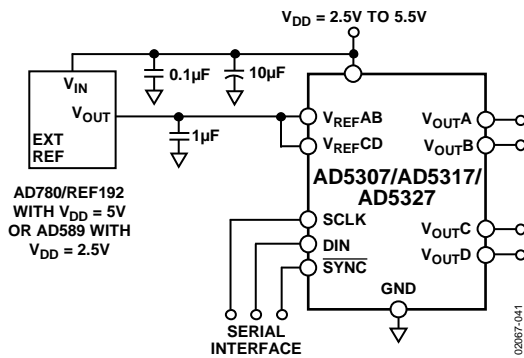 VDD = 2.5V TO 5.5V
0.1µF
10µF
VIN
VOUT
EXT
REF
1µF
AD780/REF192
WITH VDD = 5V
OR AD589 WITH
VDD = 2.5V
VREFAB
VREFCD
VOUTA
VOUTB
AD5307/AD5317/
AD5327
SCLK
DIN
SYNC
VOUTC
VOUTD
GND
SERIAL
INTERFACE
02067-041